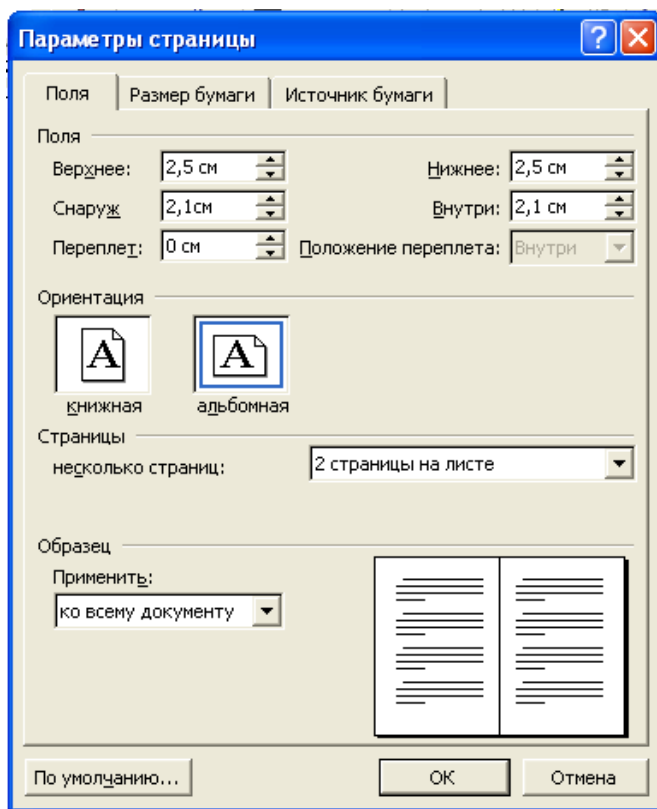 Параметры страницы
Поля Размер бумаги Источник бумаги
Поля
Верхнее: 2,5 см Нижнее: 2,5 см
Снаруж 2,1см Внутри: 2,1 см
Переплет: 0 см Положение переплета: Внутри
Ориентация
A A
книжная альбомная
Страницы
несколько страниц: 2 страницы на листе
Образец
Применить:
ко всему документу
По умолчанию... ОК Отмена